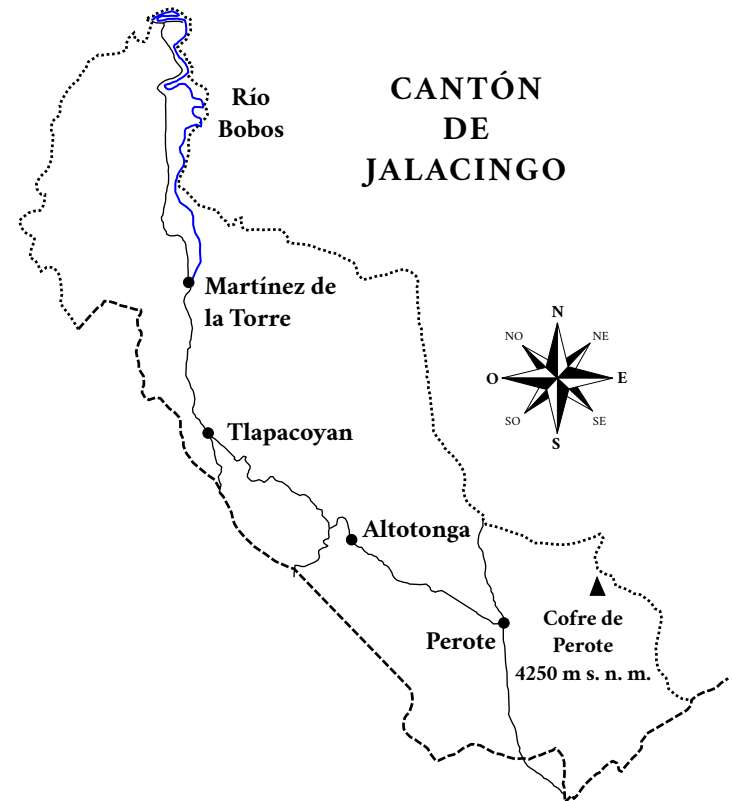 CANTÓN
DE
JALACINGO
Río
Bobos
Martínez de
la Torre
N
NO
NE
O
E
SO
SE
S
Tlapacoyan
Altotonga
Perote
Cofre de
Perote
4250 m s. n. m.